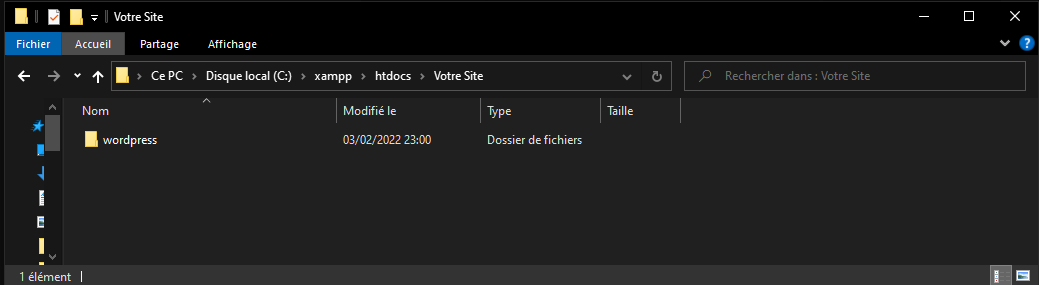 Votre Site
Fichier Accueil Partage Affichage
Ce PC Disque local (C:) xampp htdocs Votre Site Rechercher dans : Votre Site
Nom Modifié le Type Taille
wordpress 03/02/2022 23:00 Dossier de fichiers
1 élément